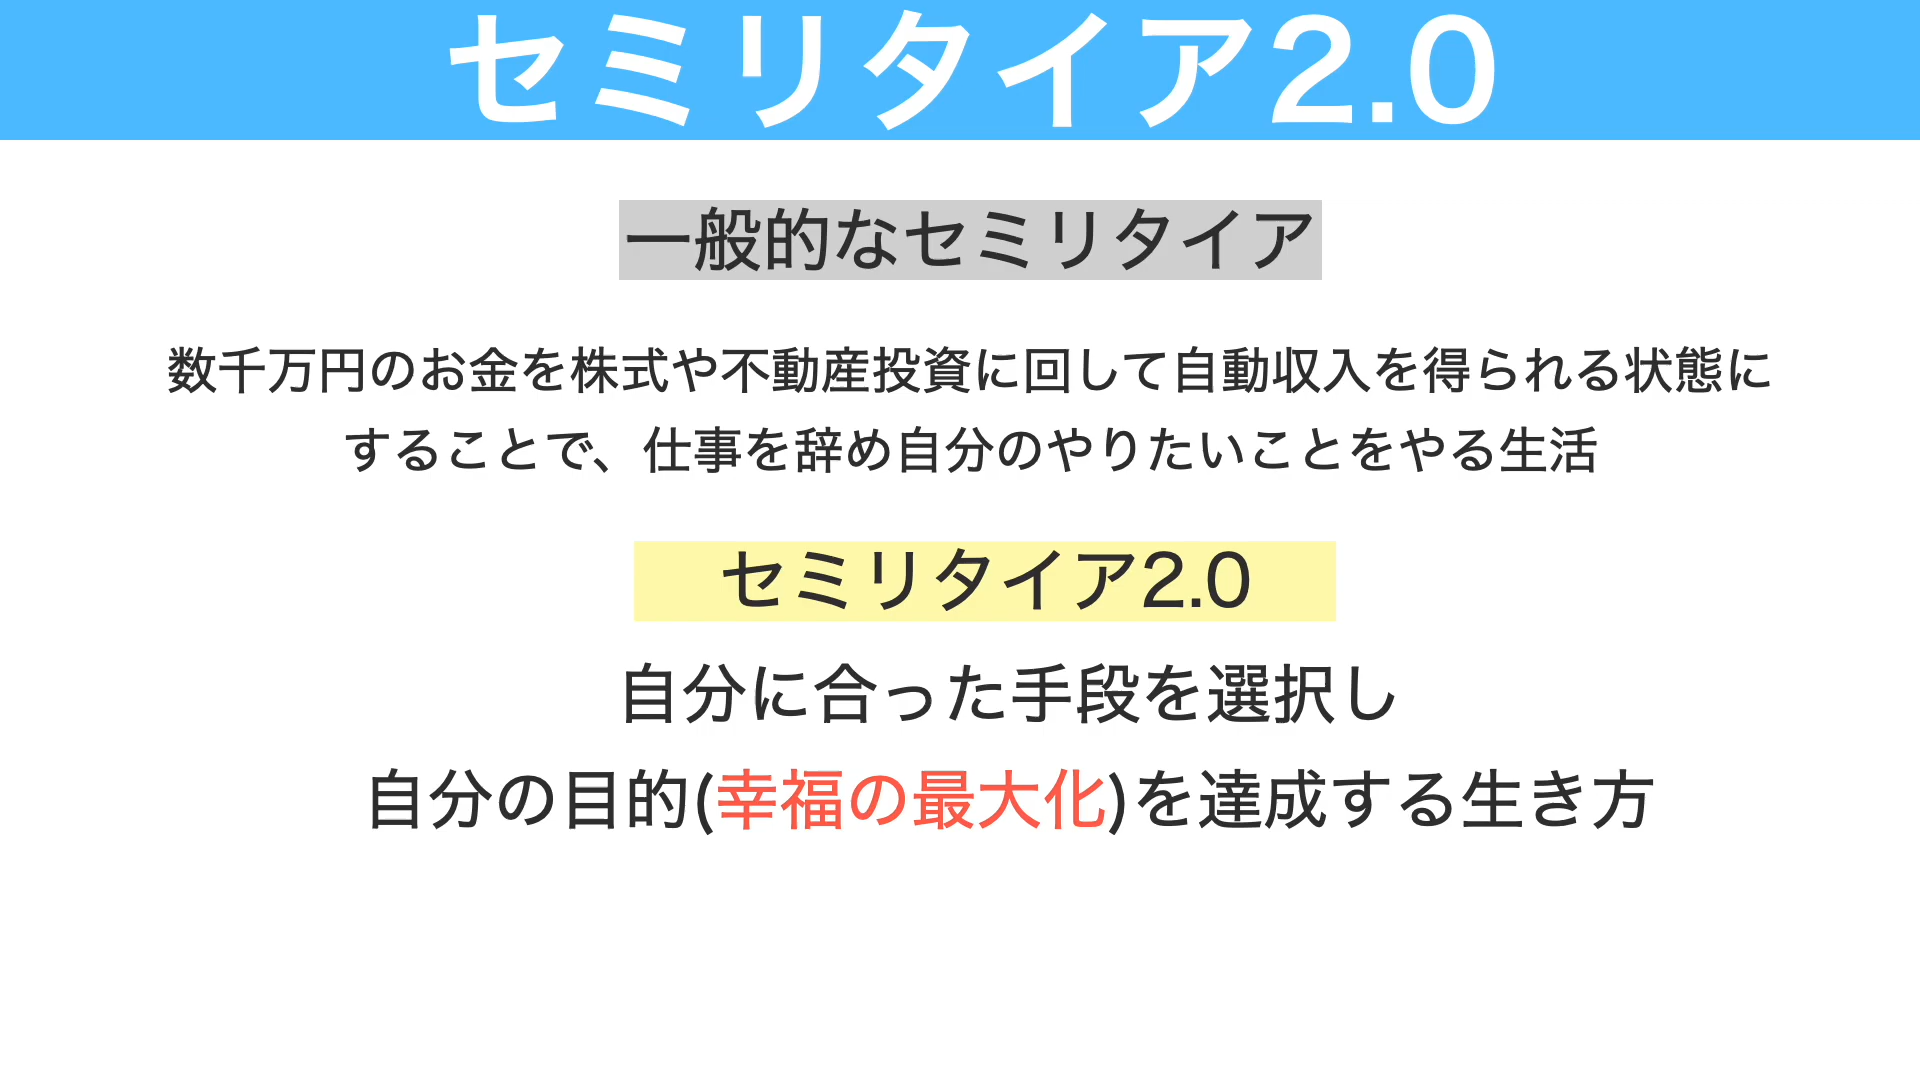 セミリタイア2.0
一般的なセミリタイア
数千万円のお金を株式や不動産投資に回して自動収入を得られる状態に
することで、仕事を辞め自分のやりたいことをやる生活
セミリタイア2.0
自分に合った手段を選択し
自分の目的(幸福の最大化)を達成する生き方